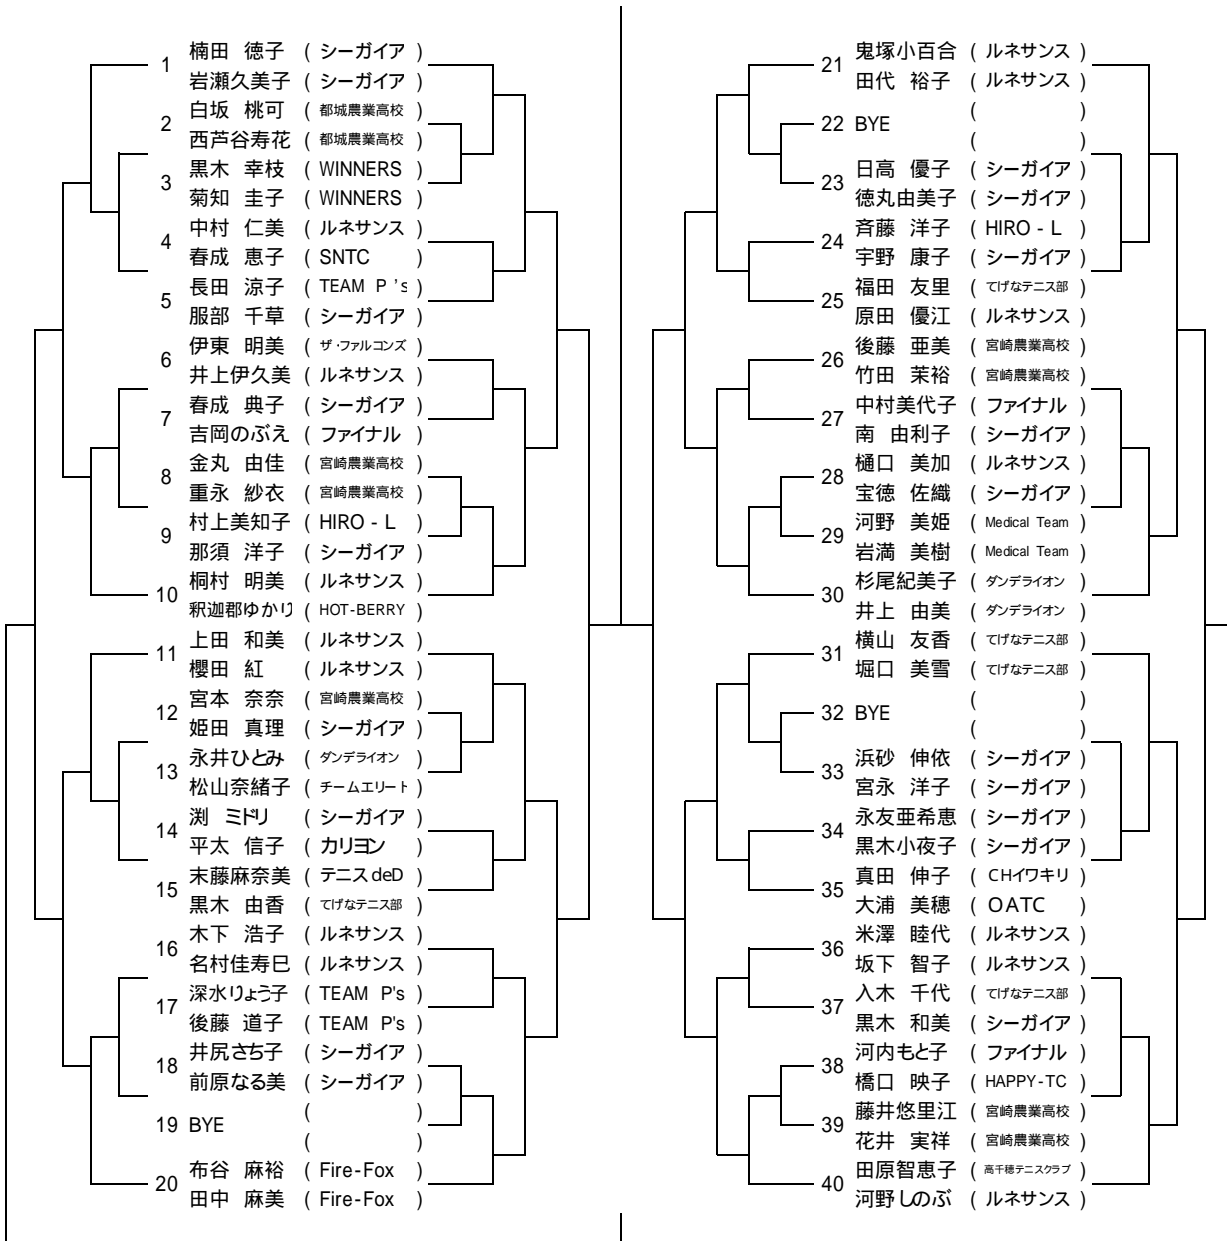 1 楠田 徳子 ( シーガイア )
岩瀬久美子 ( シーガイア )
2 白坂 桃可 ( 都城農業高校 )
西芦谷寿花 ( 都城農業高校 )
3 黒木 幸枝 ( WINNERS )
菊知 圭子 ( WINNERS )
4 中村 仁美 ( ルネサンス )
春成 恵子 ( SNTC )
5 長田 涼子 ( TEAM P 's )
服部 千草 ( シーガイア )
6 伊東 明美 ( ザ・ファルコンズ )
井上伊久美 ( ルネサンス )
7 春成 典子 ( シーガイア )
吉岡のぶえ ( ファイナル )
8 金丸 由佳 ( 宮崎農業高校 )
重永 紗衣 ( 宮崎農業高校 )
9 村上美知子 ( HIRO - L )
那須 洋子 ( シーガイア )
10 桐村 明美 ( ルネサンス )
釈迦郡ゆかり ( HOT-BERRY )
11 上田 和美 ( ルネサンス )
櫻田 紅 ( ルネサンス )
12 宮本 奈奈 ( 宮崎農業高校 )
姫田 真理 ( シーガイア )
13 永井ひとみ ( ダンデライオン )
松山奈緒子 ( チームエリート )
14 渕 ミドリ ( シーガイア )
平太 信子 ( カリヨン )
15 末藤麻奈美 ( テニス deD )
黒木 由香 ( てげなテニス部 )
16 木下 浩子 ( ルネサンス )
名村佳寿巳 ( ルネサンス )
17 深水りょう子 ( TEAM P's )
後藤 道子 ( TEAM P's )
18 井尻さち子 ( シーガイア )
前原なる美 ( シーガイア )
19 BYE ( )
( )
20 布谷 麻裕 ( Fire-Fox )
田中 麻美 ( Fire-Fox )
21 鬼塚小百合 ( ルネサンス )
田代 裕子 ( ルネサンス )
22 BYE ( )
( )
23 日高 優子 ( シーガイア )
徳丸由美子 ( シーガイア )
24 斉藤 洋子 ( HIRO - L )
宇野 康子 ( シーガイア )
25 福田 友里 ( てげなテニス部 )
原田 優江 ( ルネサンス )
26 後藤 亜美 ( 宮崎農業高校 )
竹田 茉裕 ( 宮崎農業高校 )
27 中村美代子 ( ファイナル )
南 由利子 ( シーガイア )
28 樋口 美加 ( ルネサンス )
宝徳 佐織 ( シーガイア )
29 河野 美姫 ( Medical Team )
岩満 美樹 ( Medical Team )
30 杉尾紀美子 ( ダンデライオン )
井上 由美 ( ダンデライオン )
31 横山 友香 ( てげなテニス部 )
堀口 美雪 ( てげなテニス部 )
32 BYE ( )
( )
33 浜砂 伸依 ( シーガイア )
宮永 洋子 ( シーガイア )
34 永友亜希恵 ( シーガイア )
黒木小夜子 ( シーガイア )
35 真田 伸子 ( CHイワキリ )
大浦 美穂 ( OATC )
36 米澤 睦代 ( ルネサンス )
坂下 智子 ( ルネサンス )
37 入木 千代 ( てげなテニス部 )
黒木 和美 ( シーガイア )
38 河内もと子 ( ファイナル )
橋口 映子 ( HAPPY-TC )
39 藤井悠里江 ( 宮崎農業高校 )
花井 実祥 ( 宮崎農業高校 )
40 田原智恵子 ( 高千穂テニスクラブ )
河野しのぶ ( ルネサンス )